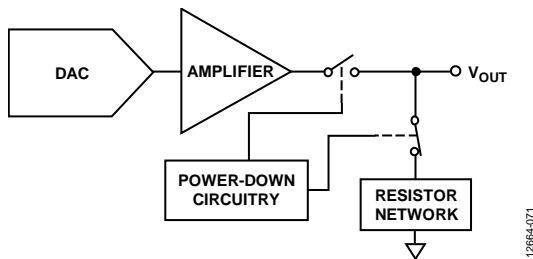 DAC
AMPLIFIER
VOUT
POWER-DOWN
CIRCUITRY
RESISTOR
NETWORK
12664-071